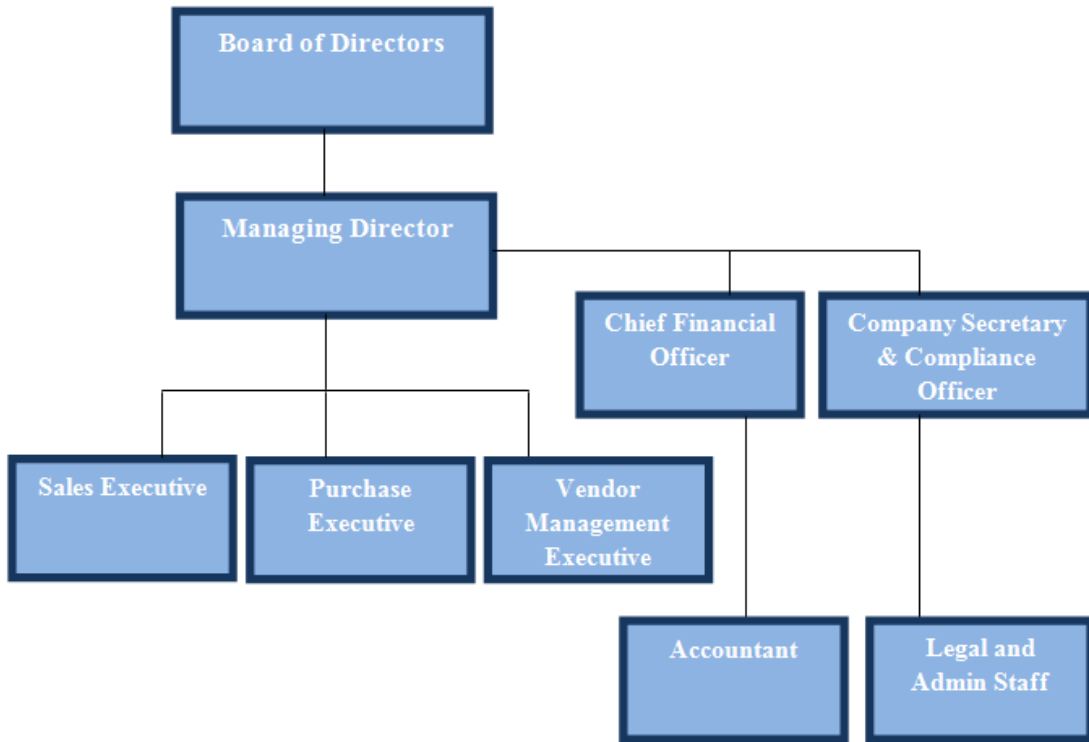 Board of Directors
Managing Director
Chief Financial
Officer
Company Secretary
& Compliance
Officer
Sales Executive
Purchase
Executive
Vendor
Management
Executive
Accountant
Legal and
Admin Staff